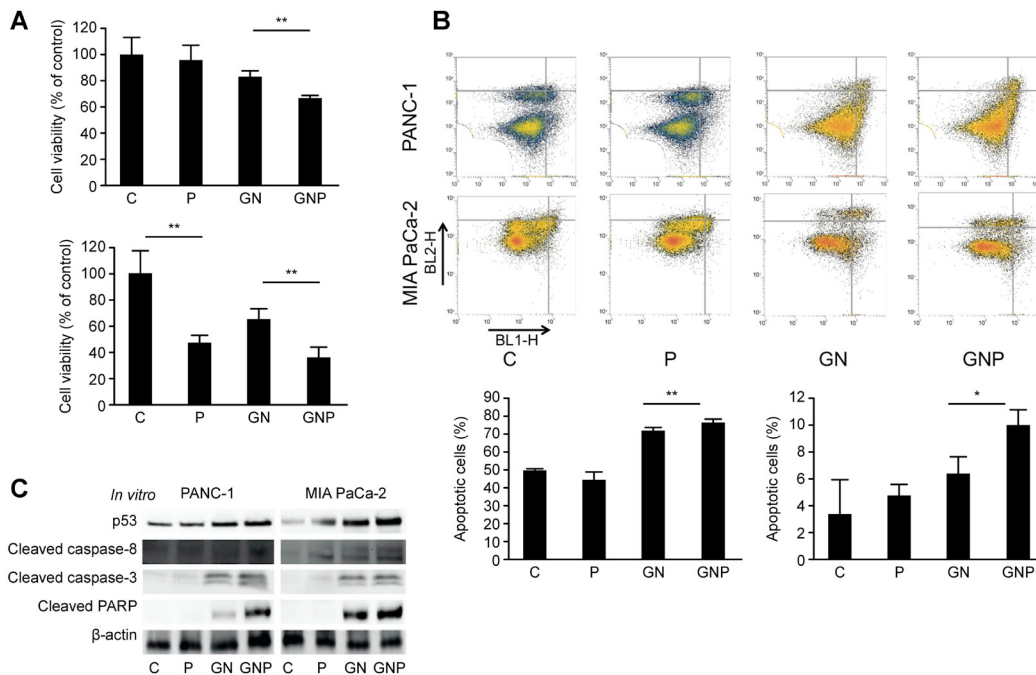 A
Cell viability (% of control)
120
100
80
60
40
20
0
**
C P GN GNP
Cell viability (% of control)
120
100
80
60
40
20
0
**
**
C P GN GNP
B
PANC-1
MIA PaCa-2
BL2-H
BL1-H
C P GN GNP
Apoptotic cells (%)
90
80
70
60
50
40
30
20
10
0
**
C P GN GNP
Apoptotic cells (%)
12
10
8
6
4
2
0
*
C P GN GNP
C
In vitro PANC-1 MIA PaCa-2
p53
Cleaved caspase-8
Cleaved caspase-3
Cleaved PARP
β-actin
C P GN GNP C P GN GNP